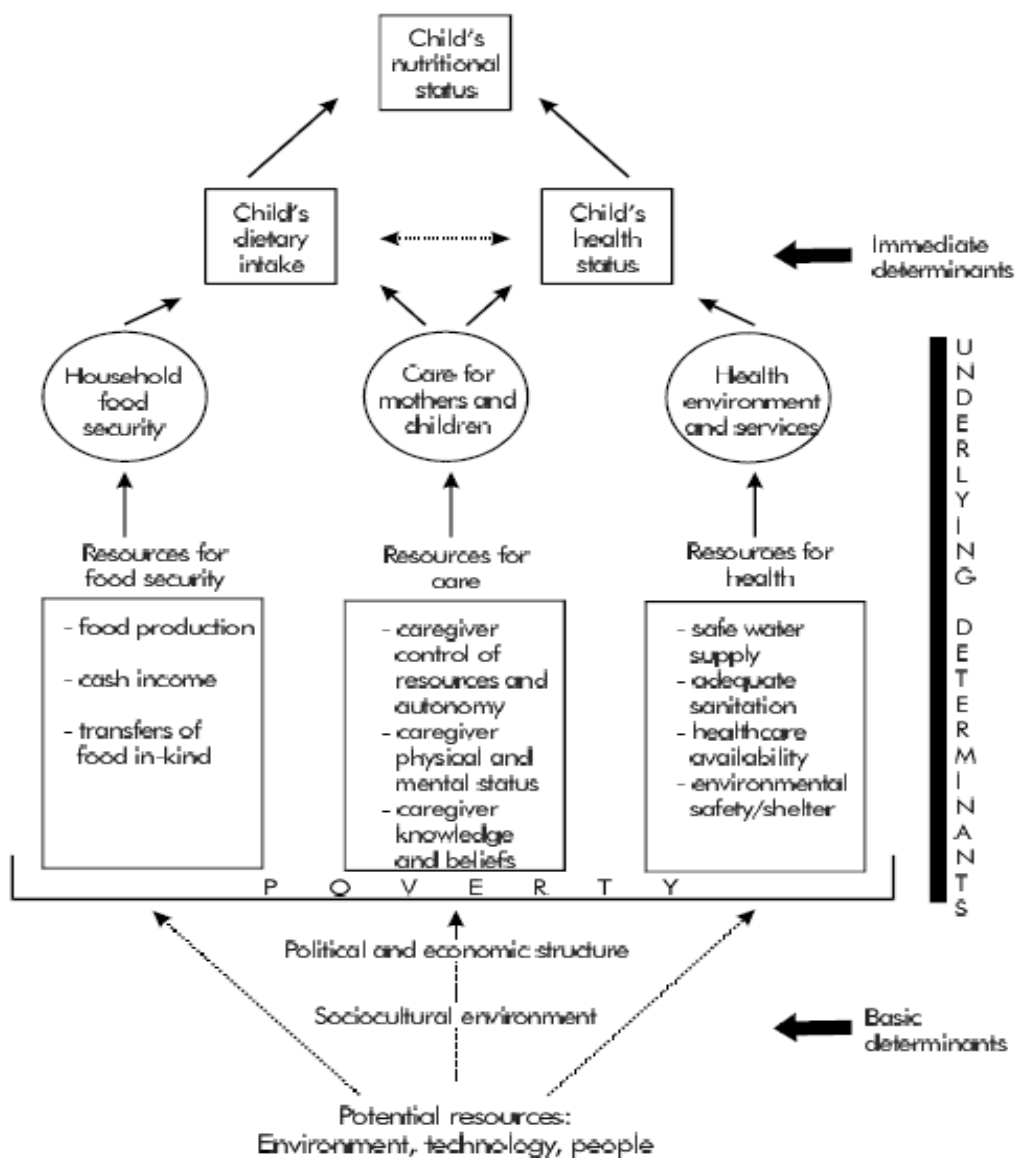 Child's
nutritional
status
Child's
dietary
intake
Child's
health
status
Immediate
determinants
Household
food
security
Care for
mothers and
children
Health
environment
and services
Resources for
food security
Resources for
care
Resources for
health
- food production
- cash income
- transfers of
food in-kind
- caregiver
control of
resources and
autonomy
- caregiver
physical and
mental status
- caregiver
knowledge
and beliefs
- safe water
supply
- adequate
sanitation
- healthcare
availability
- environmental
safety/shelter
UNDERLYING DETERMINANTS
POVERTY
Political and economic structure
Sociocultural environment
Basic
determinants
Potential resources:
Environment, technology, people